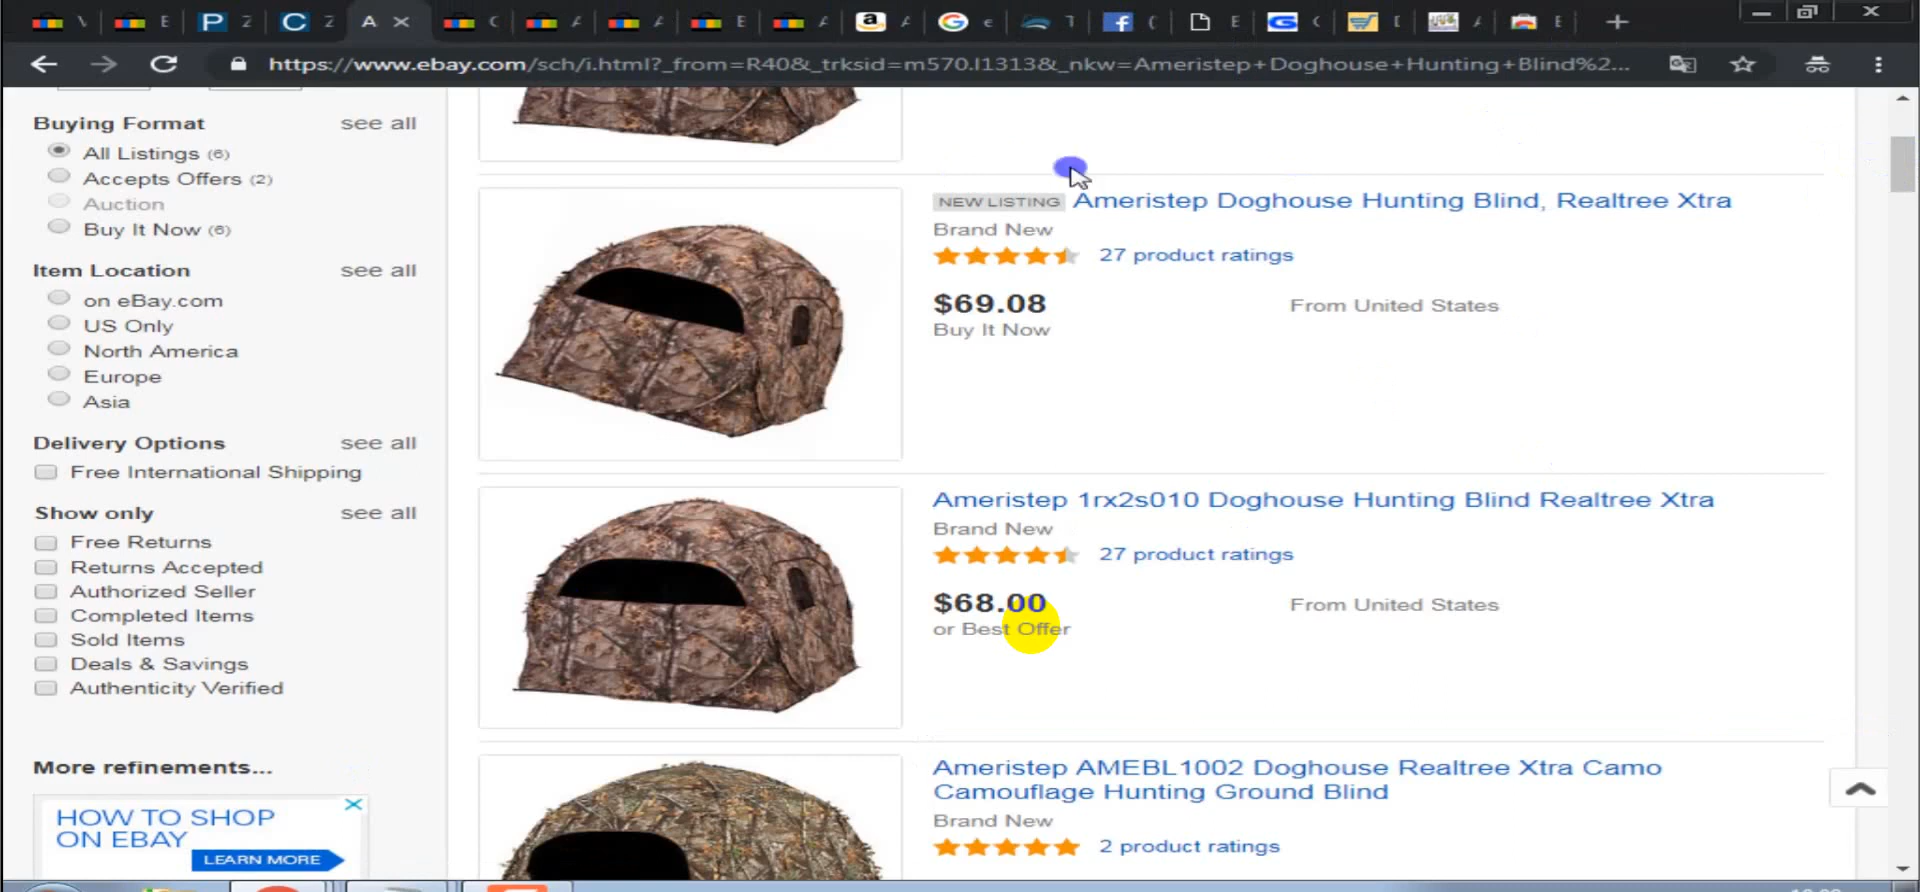 https://www.ebay.com/sch/i.html?_from=R40&_trksid=m570.l1313&_nkw=Ameristep+Doghouse+Hunting+Blind%2...
Buying Format see all
All Listings (6)
Accepts Offers (2)
Auction
Buy It Now (6)
Item Location see all
on eBay.com
US Only
North America
Europe
Asia
Delivery Options see all
Free International Shipping
Show only see all
Free Returns
Returns Accepted
Authorized Seller
Completed Items
Sold Items
Deals & Savings
Authenticity Verified
More refinements...
HOW TO SHOP
ON EBAY
LEARN MORE
NEW LISTING Ameristep Doghouse Hunting Blind, Realtree Xtra
Brand New
27 product ratings
$69.08 From United States
Buy It Now
Ameristep 1rx2s010 Doghouse Hunting Blind Realtree Xtra
Brand New
27 product ratings
$68.00 From United States
or Best Offer
Ameristep AMEBL1002 Doghouse Realtree Xtra Camo
Camouflage Hunting Ground Blind
Brand New
2 product ratings